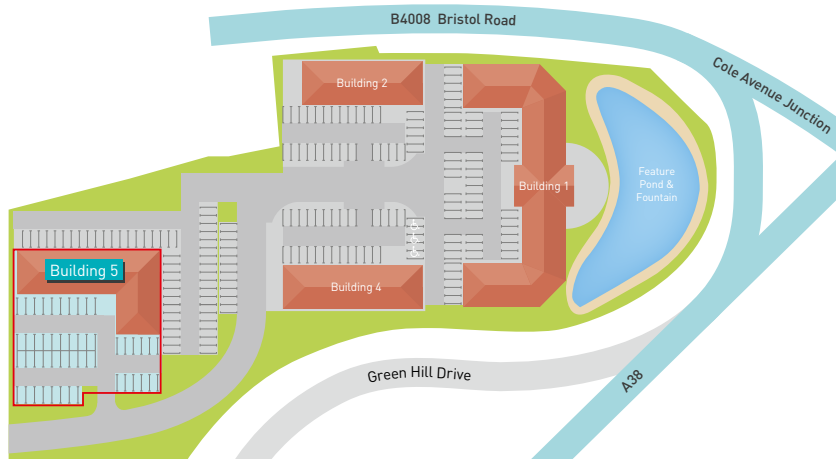 B4008 Bristol Road
Cole Avenue Junction
Building 2
Building 1
Feature
Pond &
Fountain
Building 5
Building 4
Green Hill Drive
A38